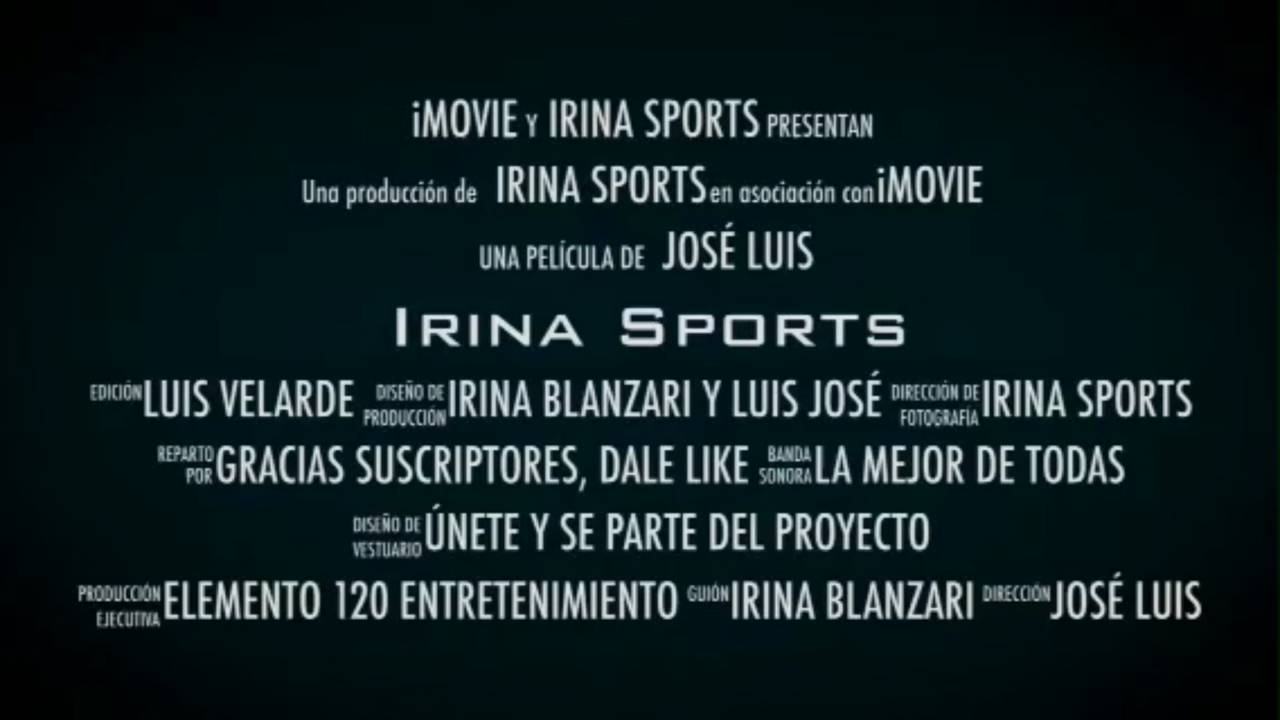 iMOVIE Y IRINA SPORTS PRESENTAN
Una producción de IRINA SPORTS en asociación con iMOVIE
UNA PELÍCULA DE JOSÉ LUIS
IRINA SPORTS
EDICIÓN LUIS VELARDE DISEÑO DE PRODUCCIÓN IRINA BLANZARI Y LUIS JOSÉ DIRECCIÓN DE FOTOGRAFÍA IRINA SPORTS
REPARTO POR GRACIAS SUSCRIPTORES, DALE LIKE BANDA SONORA LA MEJOR DE TODAS
DISEÑO DE VESTUARIO ÚNETE Y SE PARTE DEL PROYECTO
PRODUCCIÓN EJECUTIVA ELEMENTO 120 ENTRETENIMIENTO GUIÓN IRINA BLANZARI DIRECCIÓN JOSÉ LUIS